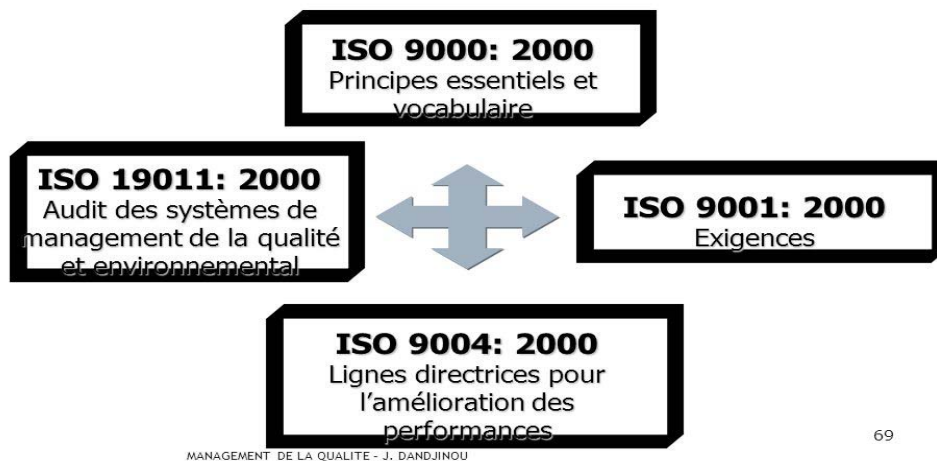 ISO 9000: 2000
Principes essentiels et
vocabulaire
ISO 19011: 2000
Audit des systèmes de
management de la qualité
et environnemental
ISO 9001: 2000
Exigences
ISO 9004: 2000
Lignes directrices pour
l'amélioration des
performances
69
MANAGEMENT DE LA QUALITE - J. DANDJINOU